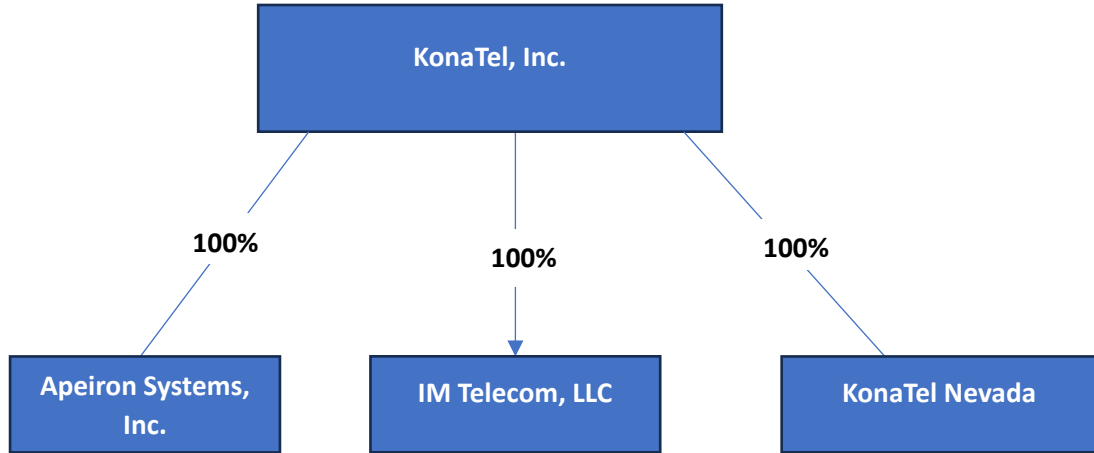 KonaTel, Inc.
100%
100%
100%
Apeiron Systems,
Inc.
IM Telecom, LLC
KonaTel Nevada